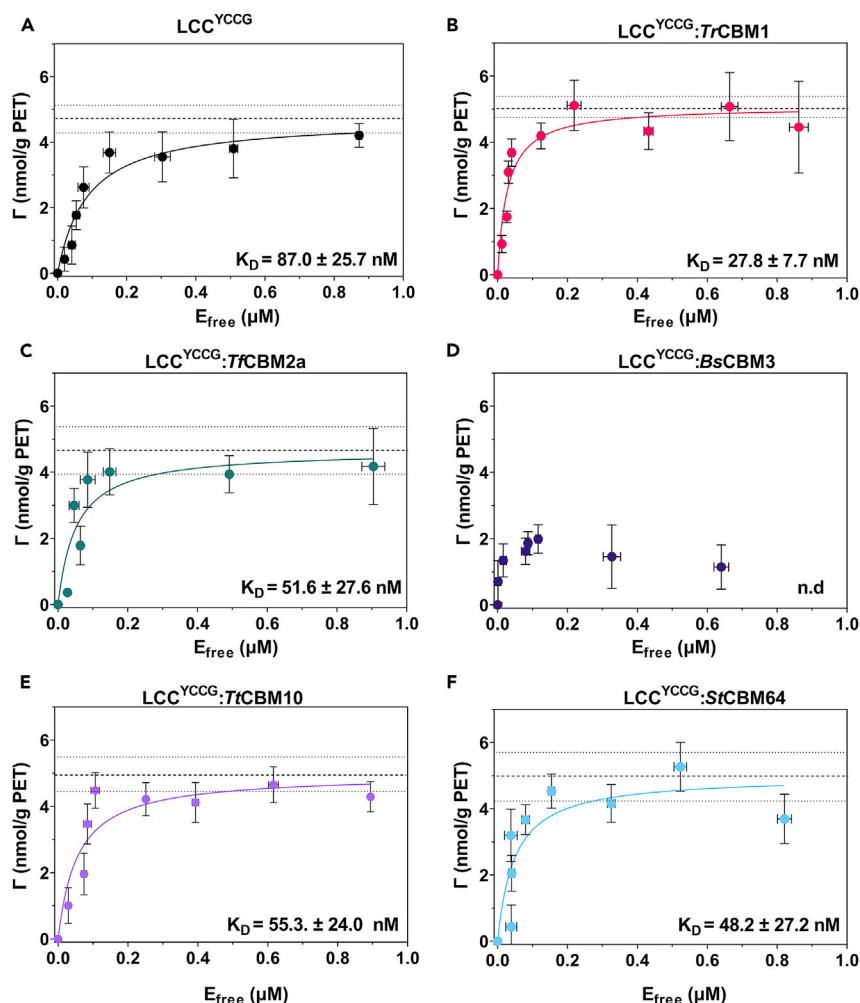 A
LCC^YCCG
Γ (nmol/g PET)
6
4
2
0
K_D = 87.0 ± 25.7 nM
0.0 0.2 0.4 0.6 0.8 1.0
E_free (µM)
B
LCC^YCCG:TrCBM1
Γ (nmol/g PET)
6
4
2
0
K_D = 27.8 ± 7.7 nM
0.0 0.2 0.4 0.6 0.8 1.0
E_free (µM)
C
LCC^YCCG:TfCBM2a
Γ (nmol/g PET)
6
4
2
0
K_D = 51.6 ± 27.6 nM
0.0 0.2 0.4 0.6 0.8 1.0
E_free (µM)
D
LCC^YCCG:BsCBM3
Γ (nmol/g PET)
6
4
2
0
n.d
0.0 0.2 0.4 0.6 0.8 1.0
E_free (µM)
E
LCC^YCCG:TtCBM10
Γ (nmol/g PET)
6
4
2
0
K_D = 55.3. ± 24.0 nM
0.0 0.2 0.4 0.6 0.8 1.0
E_free (µM)
F
LCC^YCCG:StCBM64
Γ (nmol/g PET)
6
4
2
0
K_D = 48.2 ± 27.2 nM
0.0 0.2 0.4 0.6 0.8 1.0
E_free (µM)